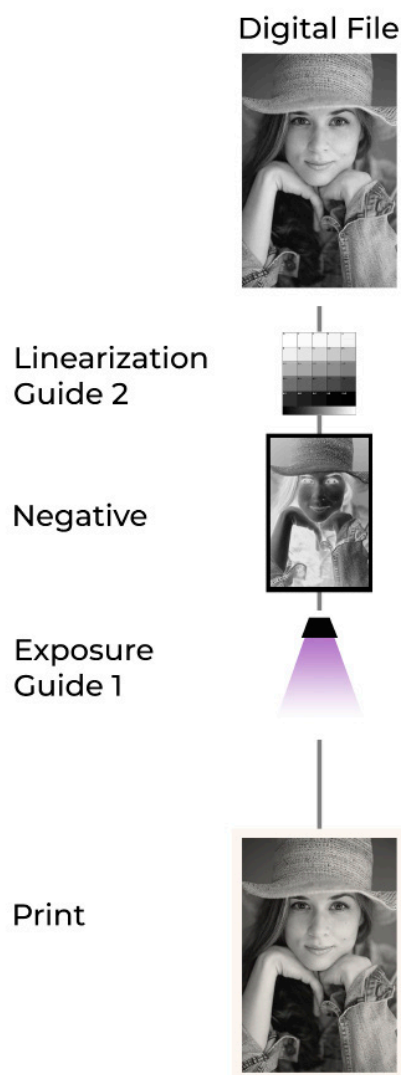 Digital File
Linearization
Guide 2
Negative
Exposure
Guide 1
Print